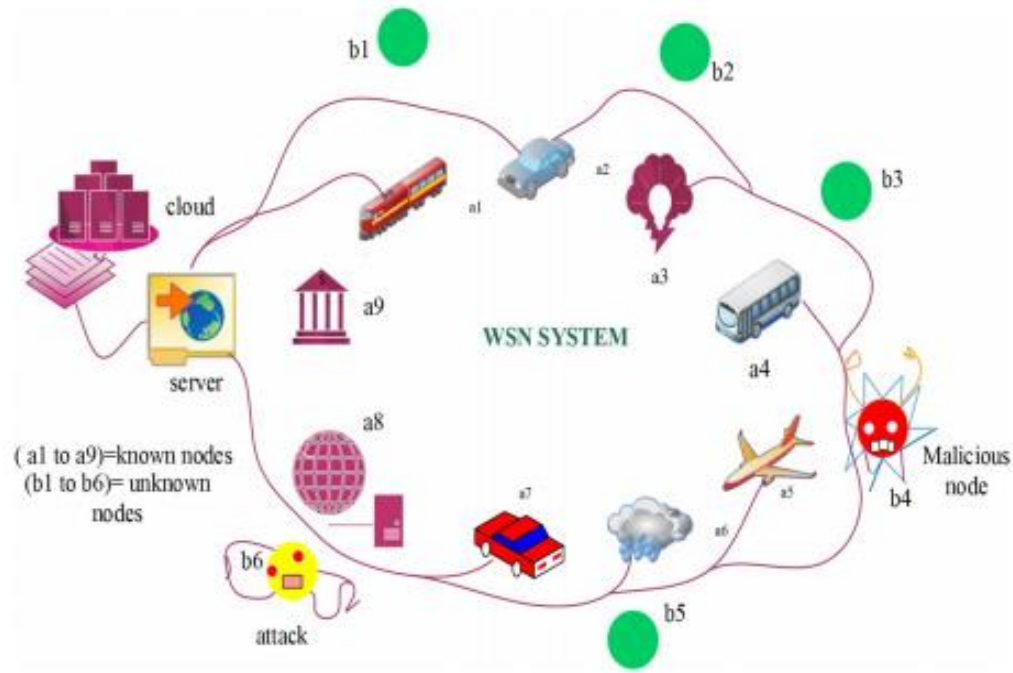 b1
b2
b3
cloud
a1
a2
a3
a9
WSN SYSTEM
server
a4
a8
( a1 to a9)=known nodes
(b1 to b6)= unknown
nodes
Malicious
node
b4
a5
a7
a6
b6
attack
b5